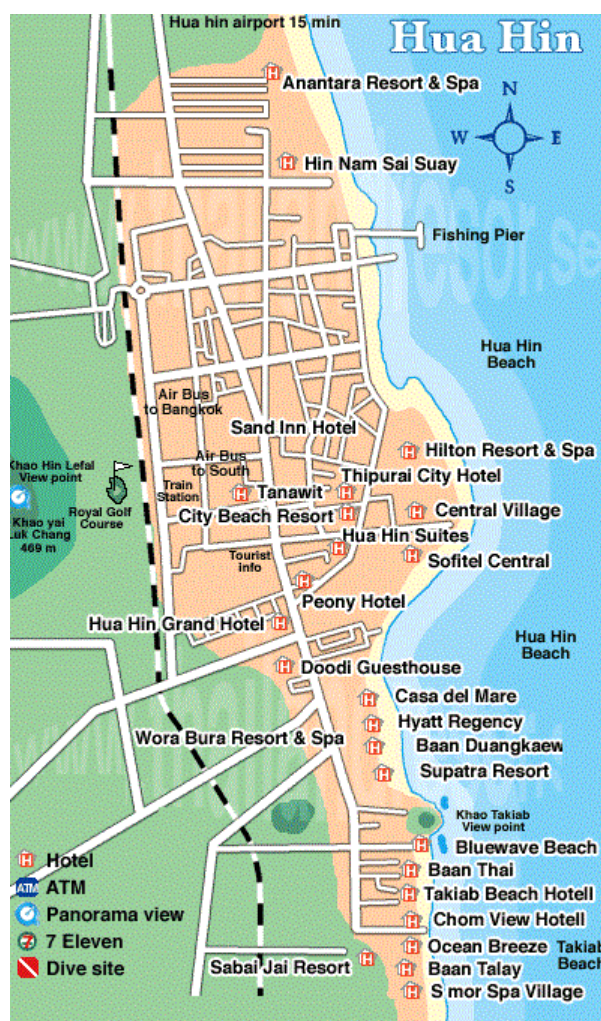 Hua hin airport 15 min
Hua Hin
Anantara Resort & Spa
N
W
E
S
Hin Nam Sai Suay
Fishing Pier
Hua Hin
Beach
Air Bus
to Bangkok
Sand Inn Hotel
Hilton Resort & Spa
Air Bus
to South
Khao Hin Lefal
View point
Train
Station
Thipurai City Hotel
Tanawit
Royal Golf
Course
City Beach Resort
Central Village
Khao yai
Luk Chang
469 m
Hua Hin Suites
Tourist
info
Sofitel Central
Peony Hotel
Hua Hin Grand Hotel
Hua Hin
Beach
Doodi Guesthouse
Casa del Mare
Hyatt Regency
Wora Bura Resort & Spa
Baan Duangkaew
Supatra Resort
Khao Takiab
View point
Bluewave Beach
Hotel
Baan Thai
ATM
ATM
Takiab Beach Hotell
Panorama view
Chom View Hotell
7 Eleven
Ocean Breeze
Takiab
Beach
Dive site
Sabai Jai Resort
Baan Talay
S'mor Spa Village